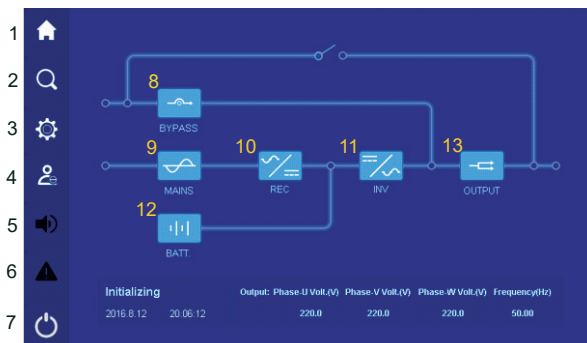 1
2
3
4
5
6
7
8
BYPASS
9
MAINS
10
REC
11
INV
13
OUTPUT
12
BATT.
Initializing
Output: Phase-U Volt.(V) Phase-V Volt.(V) Phase-W Volt.(V) Frequency(Hz)
2016.8.12 20:06:12 220.0 220.0 220.0 50.00